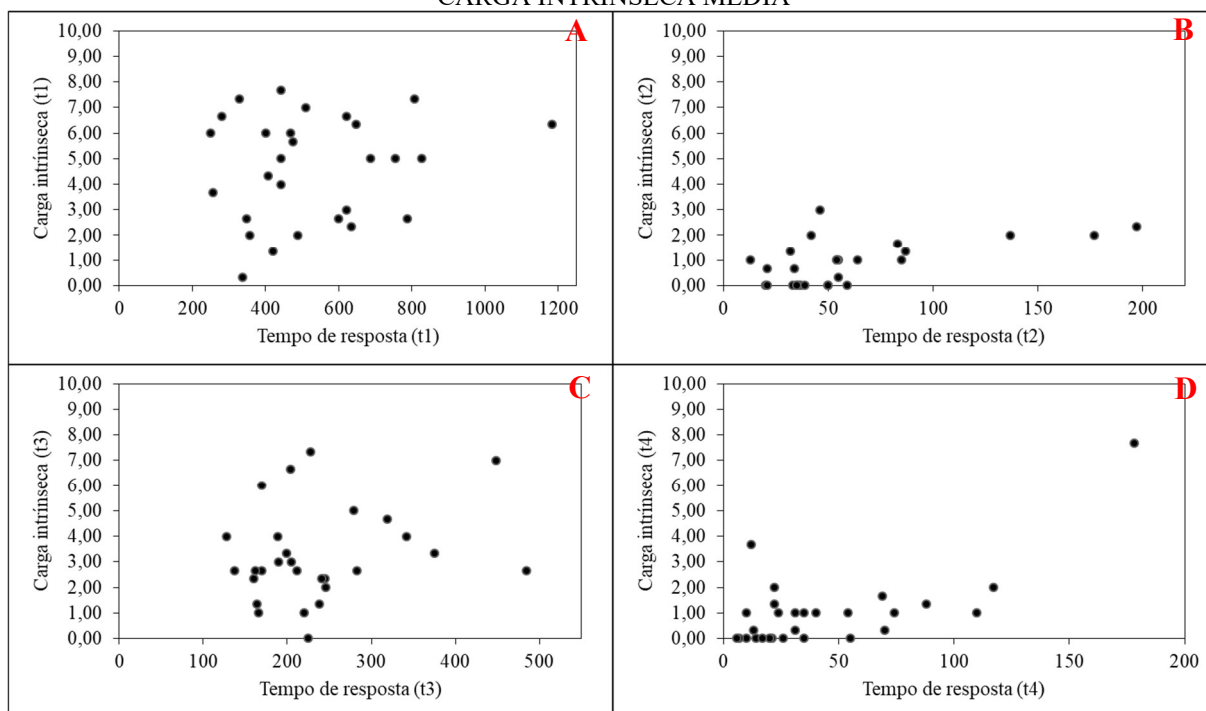 CARGA INTRÍNSECA MÉDIA
A
10,00
9,00
8,00
7,00
6,00
5,00
4,00
3,00
2,00
1,00
0,00
Carga intrínseca (t1)
0 200 400 600 800 1000 1200
Tempo de resposta (t1)
B
10,00
9,00
8,00
7,00
6,00
5,00
4,00
3,00
2,00
1,00
0,00
Carga intrínseca (t2)
0 50 100 150 200
Tempo de resposta (t2)
C
10,00
9,00
8,00
7,00
6,00
5,00
4,00
3,00
2,00
1,00
0,00
Carga intrínseca (t3)
0 100 200 300 400 500
Tempo de resposta (t3)
D
10,00
9,00
8,00
7,00
6,00
5,00
4,00
3,00
2,00
1,00
0,00
Carga intrínseca (t4)
0 50 100 150 200
Tempo de resposta (t4)